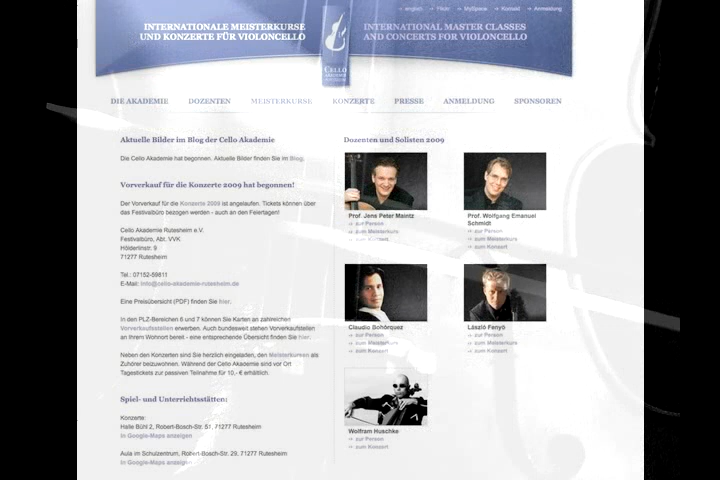 english Flickr MySpace Kontakt Anmeldung
INTERNATIONALE MEISTERKURSE
UND KONZERTE FÜR VIOLONCELLO
INTERNATIONAL MASTER CLASSES
AND CONCERTS FOR VIOLONCELLO
CELLO
AKADEMIE
DIE AKADEMIE DOZENTEN MEISTERKURSE KONZERTE PRESSE ANMELDUNG SPONSOREN
Aktuelle Bilder im Blog der Cello Akademie
Die Cello Akademie hat begonnen. Aktuelle Bilder finden Sie im Blog.
Vorverkauf für die Konzerte 2009 hat begonnen!
Der Vorverkauf für die Konzerte 2009 ist angelaufen. Tickets können über
das Festivalbüro bezogen werden - auch an den Feiertagen!
Cello Akademie Rutesheim e.V.
Festivalbüro, Abt. VVK
Hölderlinstr. 9
71277 Rutesheim
Tel.: 07152-59811
E-Mail: info@cello-akademie-rutesheim.de
Eine Preisübersicht (PDF) finden Sie hier.
In den PLZ-Bereichen 6 und 7 können Sie Karten an zahlreichen
Vorverkaufsstellen erwerben. Auch bundesweit stehen Vorverkaufstellen
an Ihrem Wohnort bereit - eine entsprechende Übersicht finden Sie hier.
Neben den Konzerten sind Sie herzlich eingeladen, den Meisterkursen als
Zuhörer beizuwohnen. Während der Cello Akademie sind vor Ort
Tagestickets zur passiven Teilnahme für 10,- € erhältlich.
Spiel- und Unterrichtsstätten:
Konzerte:
Halle Bühl 2, Robert-Bosch-Str. 51, 71277 Rutesheim
in Google-Maps anzeigen
Aula im Schulzentrum, Robert-Bosch-Str. 29, 71277 Rutesheim
in Google-Maps anzeigen
Dozenten und Solisten 2009
Prof. Jens Peter Maintz
zur Person
zum Meisterkurs
zum Konzert
Prof. Wolfgang Emanuel
Schmidt
zur Person
zum Meisterkurs
zum Konzert
Claudio Bohórquez
zur Person
zum Meisterkurs
zum Konzert
László Fenyö
zur Person
zum Meisterkurs
zum Konzert
Wolfram Huschke
zur Person
zum Konzert